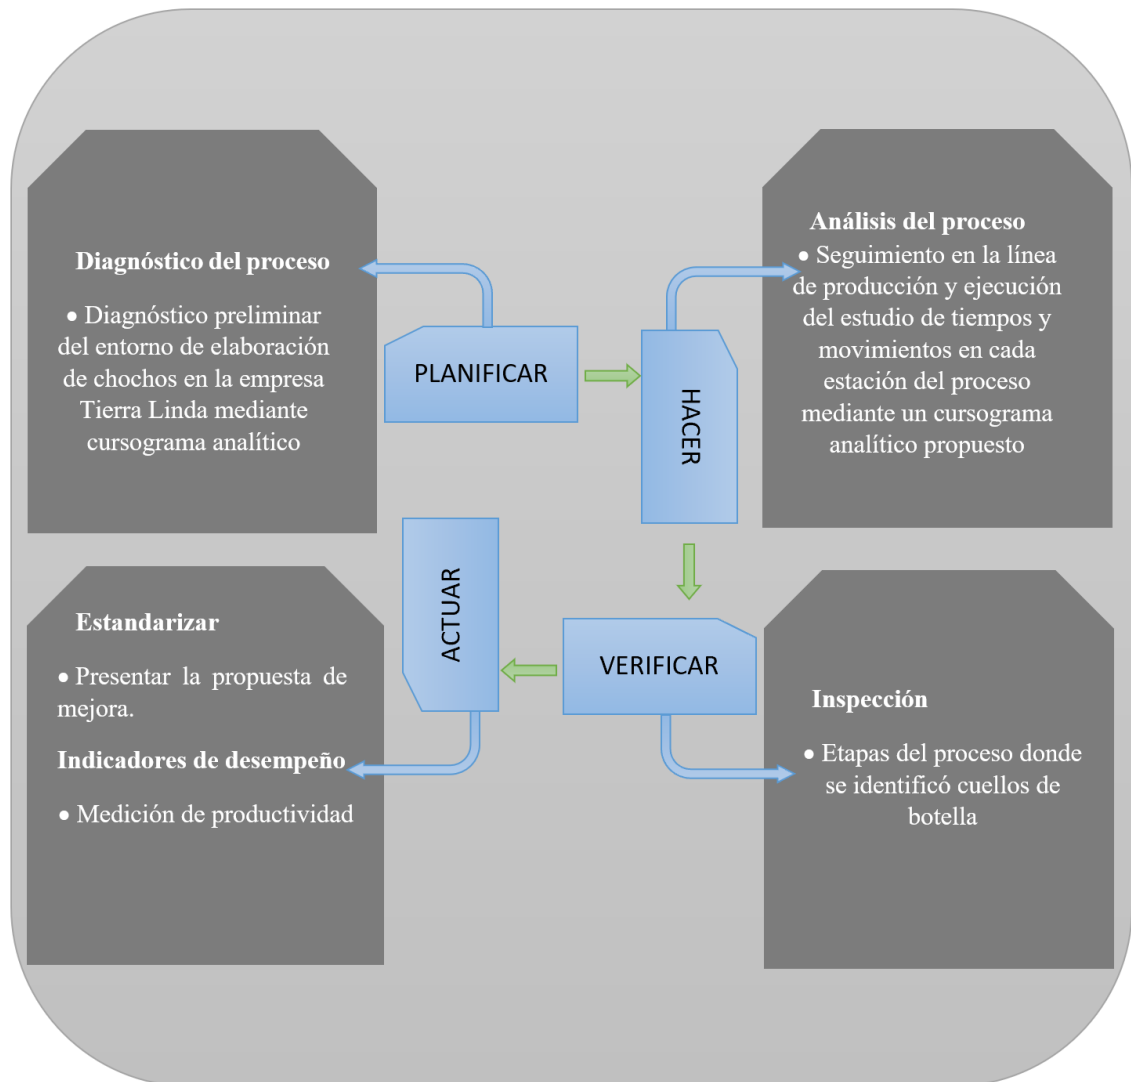 Diagnóstico del proceso
• Diagnóstico preliminar
del entorno de elaboración
de chochos en la empresa
Tierra Linda mediante
cursograma analítico
PLANIFICAR
HACER
Análisis del proceso
• Seguimiento en la línea
de producción y ejecución
del estudio de tiempos y
movimientos en cada
estación del proceso
mediante un cursograma
analítico propuesto
Estandarizar
• Presentar la propuesta de
mejora.
Indicadores de desempeño
• Medición de productividad
ACTUAR
VERIFICAR
Inspección
• Etapas del proceso donde
se identificó cuellos de
botella